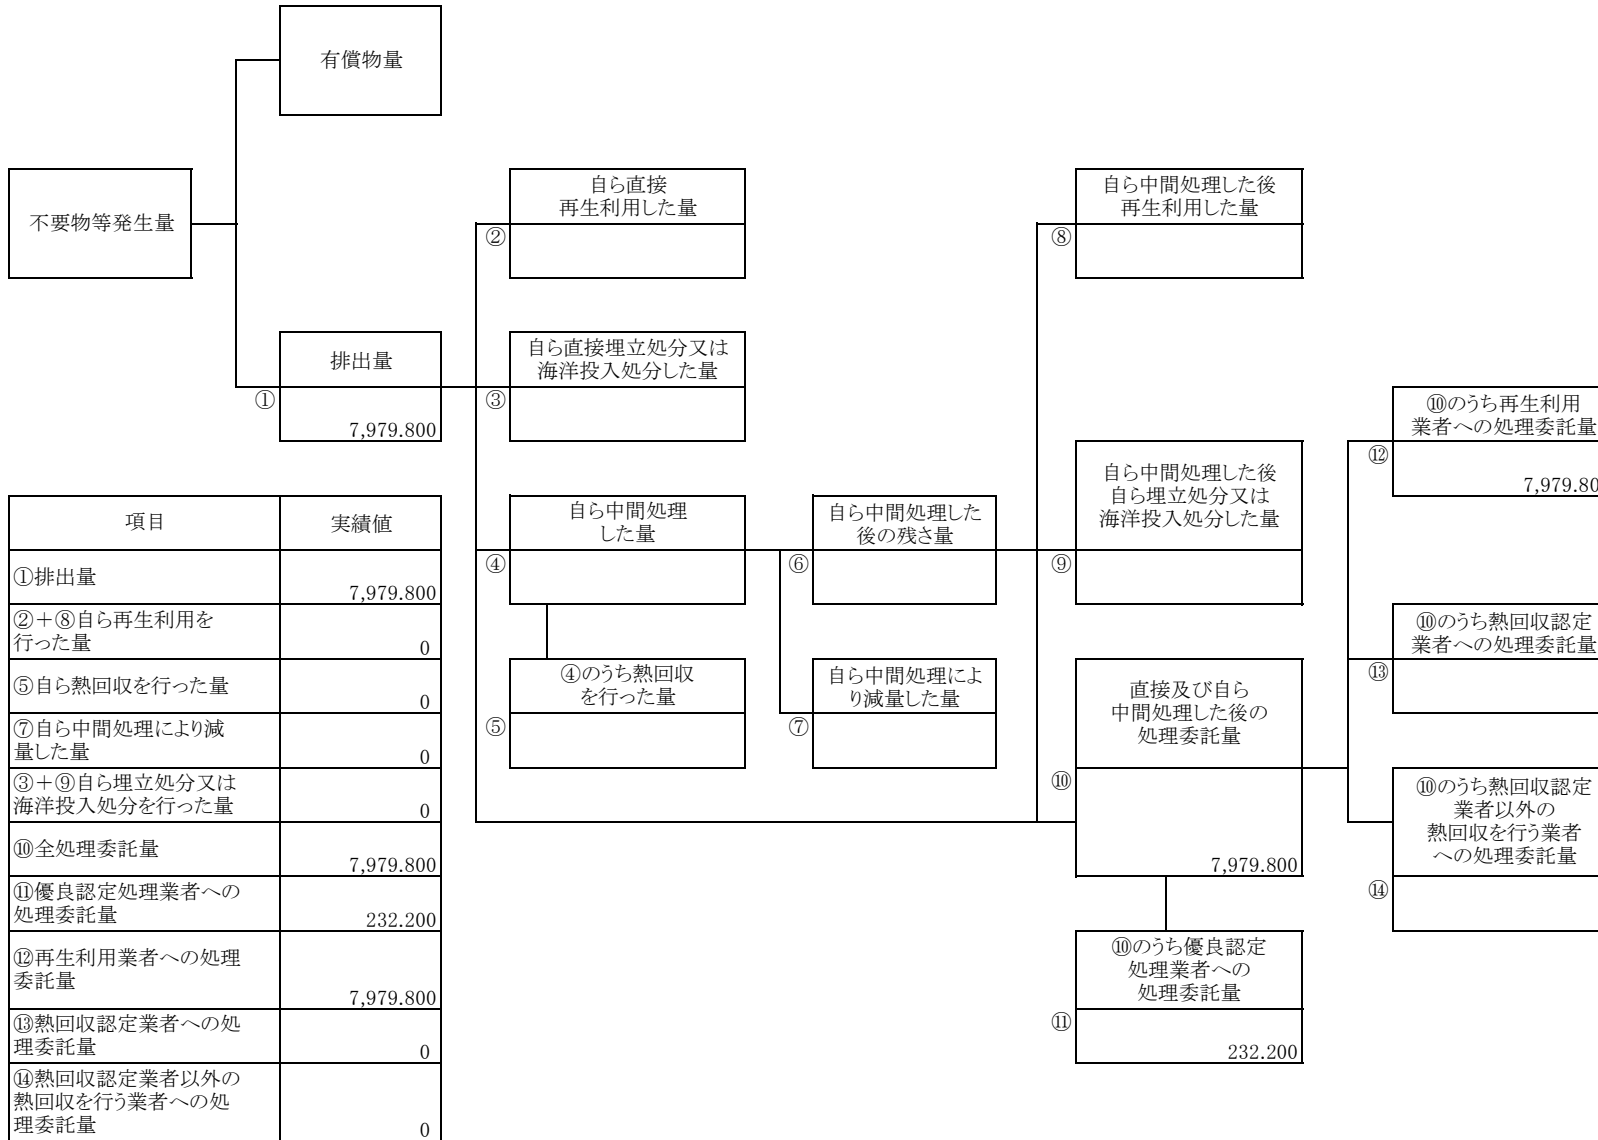 有償物量
不要物等発生量
自ら直接
再生利用した量
②
自ら中間処理した後
再生利用した量
⑧
排出量
①
7,979.800
自ら直接埋立処分又は
海洋投入処分した量
③
⑩のうち再生利用
業者への処理委託量
⑫
7,979.80
自ら中間処理
した量
④
自ら中間処理した
後の残さ量
⑥
自ら中間処理した後
自ら埋立処分又は
海洋投入処分した量
⑨
⑩のうち熱回収認定
業者への処理委託量
⑬
④のうち熱回収
を行った量
⑤
自ら中間処理によ
り減量した量
⑦
直接及び自ら
中間処理した後の
処理委託量
⑩
7,979.800
⑩のうち熱回収認定
業者以外の
熱回収を行う業者
への処理委託量
⑭
⑩のうち優良認定
処理業者への
処理委託量
⑪
232.200
項目 実績値
①排出量 7,979.800
②+⑧自ら再生利用を
行った量 0
⑤自ら熱回収を行った量 0
⑦自ら中間処理により減
量した量 0
③+⑨自ら埋立処分又は
海洋投入処分を行った量 0
⑩全処理委託量 7,979.800
⑪優良認定処理業者への
処理委託量 232.200
⑫再生利用業者への処理
委託量 7,979.800
⑬熱回収認定業者への処
理委託量 0
⑭熱回収認定業者以外の
熱回収を行う業者への処
理委託量 0